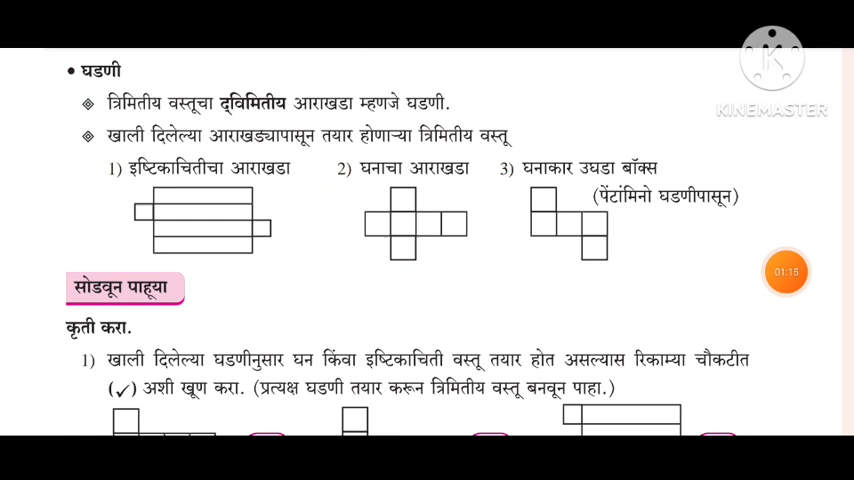 KINEMASTER
• घडणी
त्रिमितीय वस्तूचा द्विमितीय आराखडा म्हणजे घडणी.
खाली दिलेल्या आराखड्यापासून तयार होणाऱ्या त्रिमितीय वस्तू
1) इष्टिकाचितीचा आराखडा 2) घनाचा आराखडा 3) घनाकार उघडा बॉक्स
(पेंटांमिनो घडणीपासून)
01:15
सोडवून पाहूया
कृती करा.
1) खाली दिलेल्या घडणीनुसार घन किंवा इष्टिकाचिती वस्तू तयार होत असल्यास रिकाम्या चौकटीत
(✓) अशी खूण करा. (प्रत्यक्ष घडणी तयार करून त्रिमितीय वस्तू बनवून पाहा.)